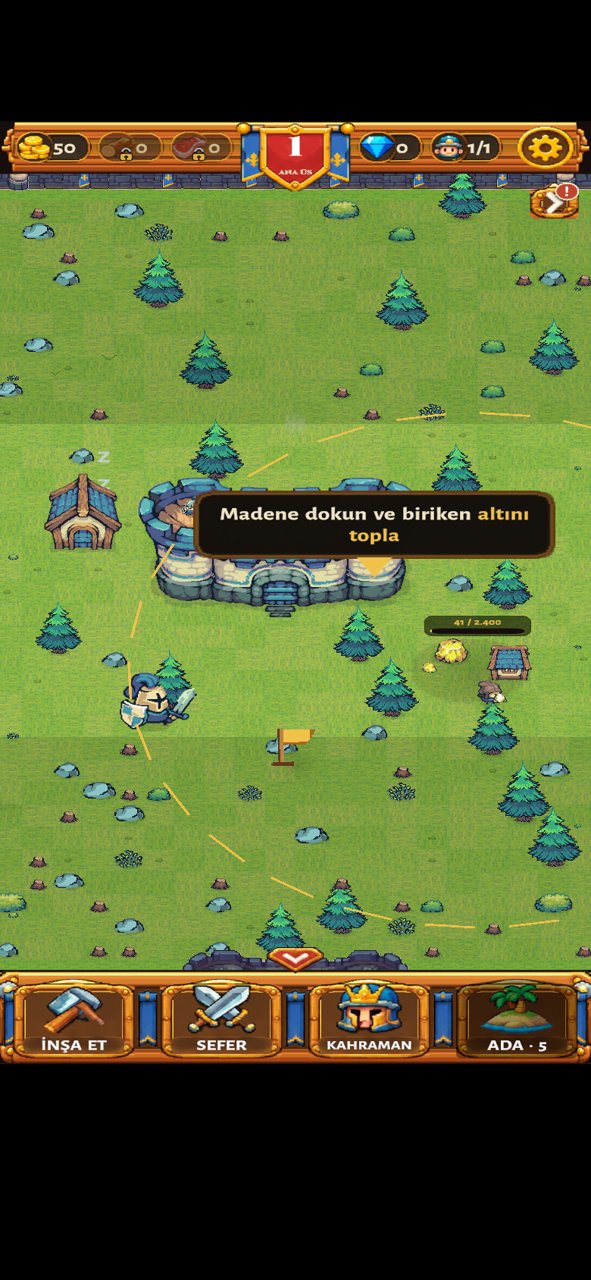 50
0
0
1
ANA ÜS
0
1/1
!
Z
Z
Madene dokun ve biriken altını
topla
41 / 2.400
İNŞA ET
SEFER
KAHRAMAN
ADA · 5